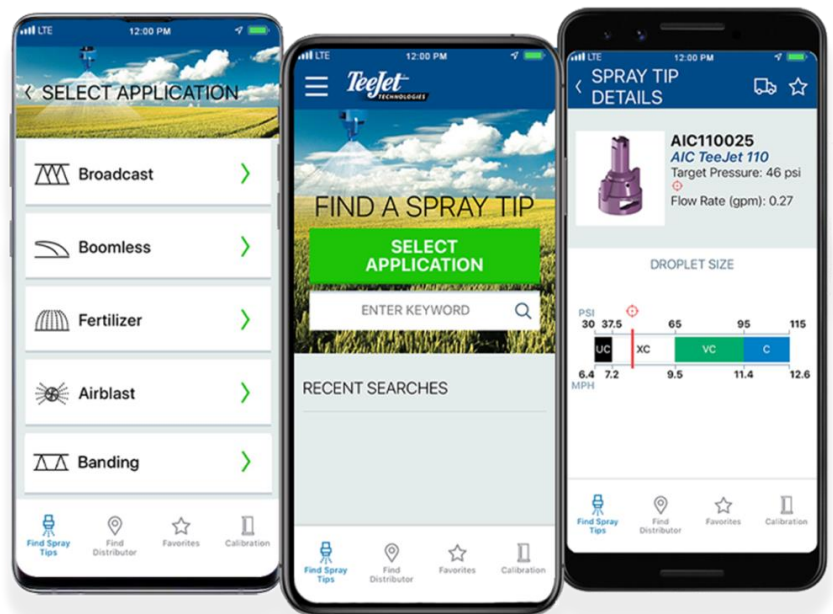 LTE 12:00 PM
< SELECT APPLICATION
Broadcast
Boomless
Fertilizer
Airblast
Banding
Find Spray
Tips
Find
Distributor
Favorites
Calibration
LTE 12:00 PM
TeeJet
TECHNOLOGIES
FIND A SPRAY TIP
SELECT
APPLICATION
ENTER KEYWORD
RECENT SEARCHES
Find Spray
Tips
Find
Distributor
Favorites
Calibration
LTE 12:00 PM
< SPRAY TIP
DETAILS
AIC110025
AIC TeeJet 110
Target Pressure: 46 psi
Flow Rate (gpm): 0.27
DROPLET SIZE
PSI
30 37.5 65 95 115
UC XC VC C
6.4 7.2 9.5 11.4 12.6
MPH
Find Spray
Tips
Find
Distributor
Favorites
Calibration